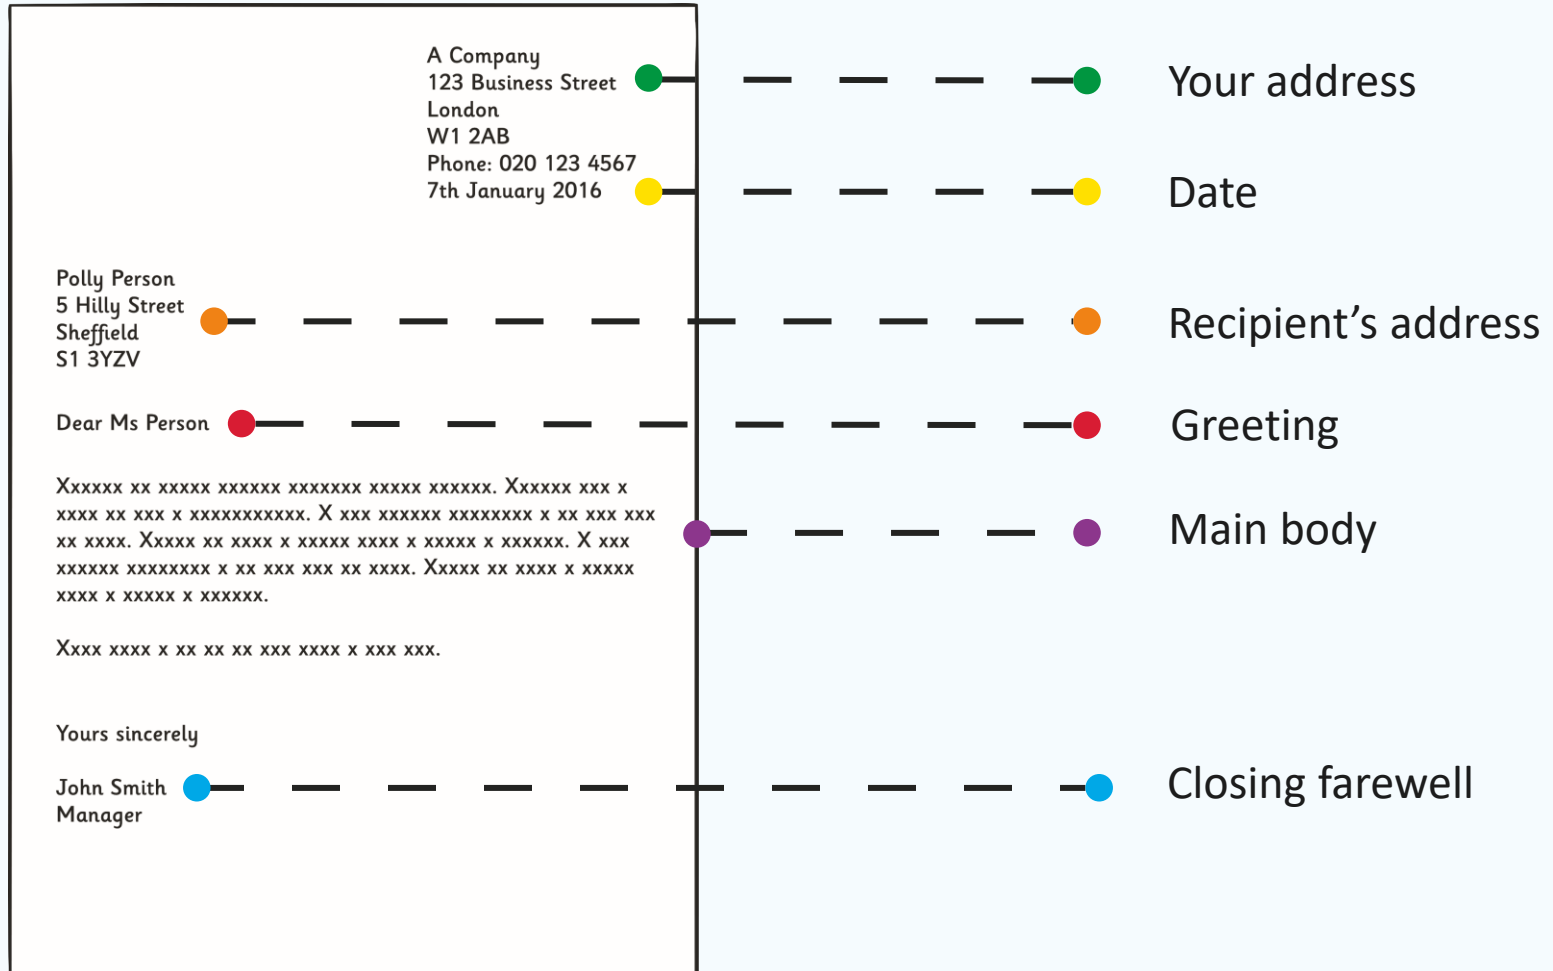 A Company
123 Business Street
London
W1 2AB
Phone: 020 123 4567
7th January 2016
Your address
Date
Polly Person
5 Hilly Street
Sheffield
S1 3YZV
Recipient’s address
Dear Ms Person
Greeting
Xxxxxx xx xxxxx xxxxxx xxxxxxx xxxxx xxxxxx. Xxxxxx xxx x
xxxx xx xxx x xxxxxxxxxxx. X xxx xxxxxx xxxxxxxx x xx xxx xxx
xx xxxx. Xxxxx xx xxxx x xxxxx xxxx x xxxxx x xxxxxx. X xxx
xxxxxx xxxxxxxx x xx xxx xxx xx xxxx. Xxxxx xx xxxx x xxxxx
xxxx x xxxxx x xxxxxx.
Main body
Xxxx xxxx x xx xx xx xxx xxxx x xxx xxx.
Yours sincerely
John Smith
Manager
Closing farewell